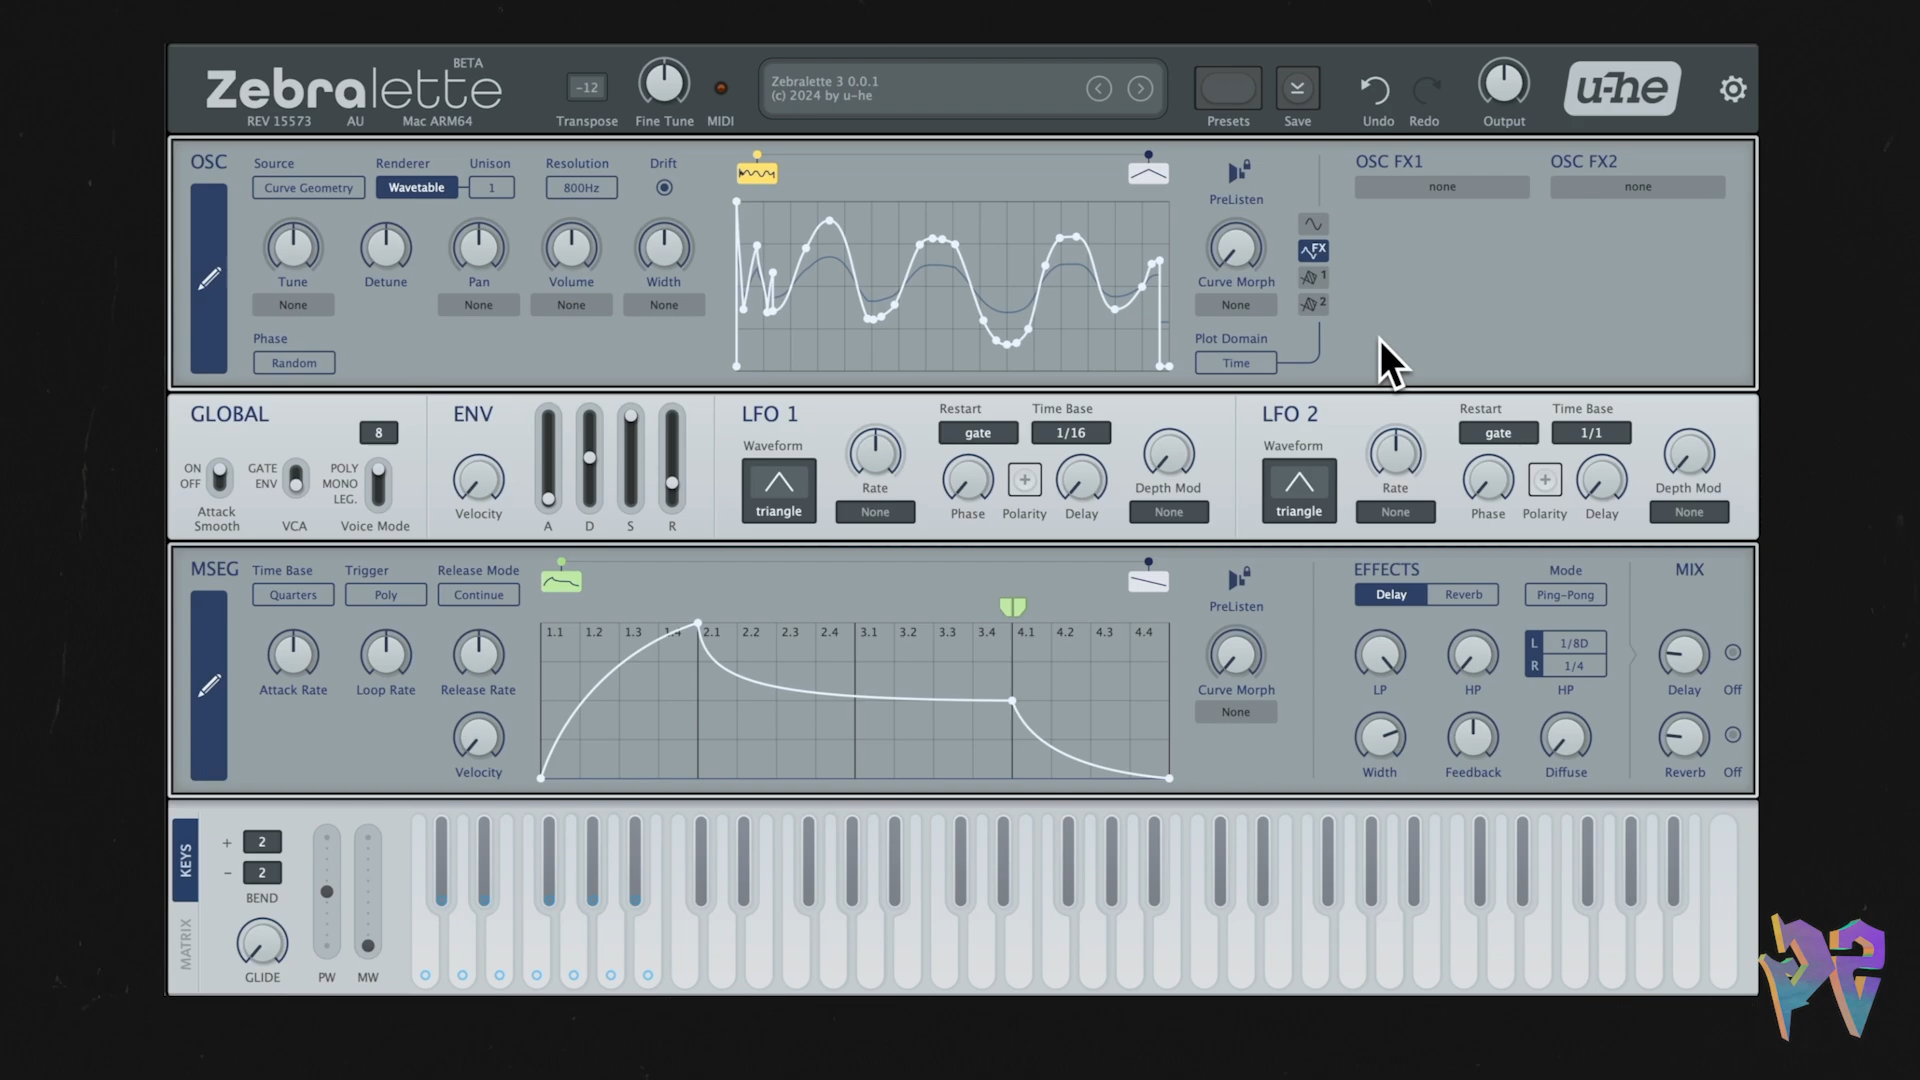 Zebralette
BETA
REV 15573 AU Mac ARM64
-12
Transpose Fine Tune MIDI
Zebralette 3 0.0.1
(c) 2024 by u-he
Presets Save Undo Redo Output
u-he
OSC
Source Renderer Unison Resolution Drift
Curve Geometry Wavetable 1 800Hz
Tune Detune Pan Volume Width
None None None None
Phase
Random
PreListen
Curve Morph
None
Plot Domain
Time
FX
1
2
OSC FX1 OSC FX2
none none
GLOBAL
8
ON
OFF
Attack
Smooth
GATE
ENV
VCA
POLY
MONO
LEG.
Voice Mode
ENV
Velocity
A D S R
LFO 1
Waveform
triangle
Rate
None
Restart Time Base
gate 1/16
Phase Polarity Delay
Depth Mod
None
LFO 2
Waveform
triangle
Rate
None
Restart Time Base
gate 1/1
Phase Polarity Delay
Depth Mod
None
MSEG
Time Base Trigger Release Mode
Quarters Poly Continue
Attack Rate Loop Rate Release Rate
Velocity
1.1 1.2 1.3 1.4 2.1 2.2 2.3 2.4 3.1 3.2 3.3 3.4 4.1 4.2 4.3 4.4
PreListen
Curve Morph
None
EFFECTS
Delay Reverb
Mode
Ping-Pong
L 1/8D
R 1/4
LP HP HP
Width Feedback Diffuse
MIX
Delay Off
Reverb Off
KEYS
MATRIX
+ 2
- 2
BEND
GLIDE
PW MW